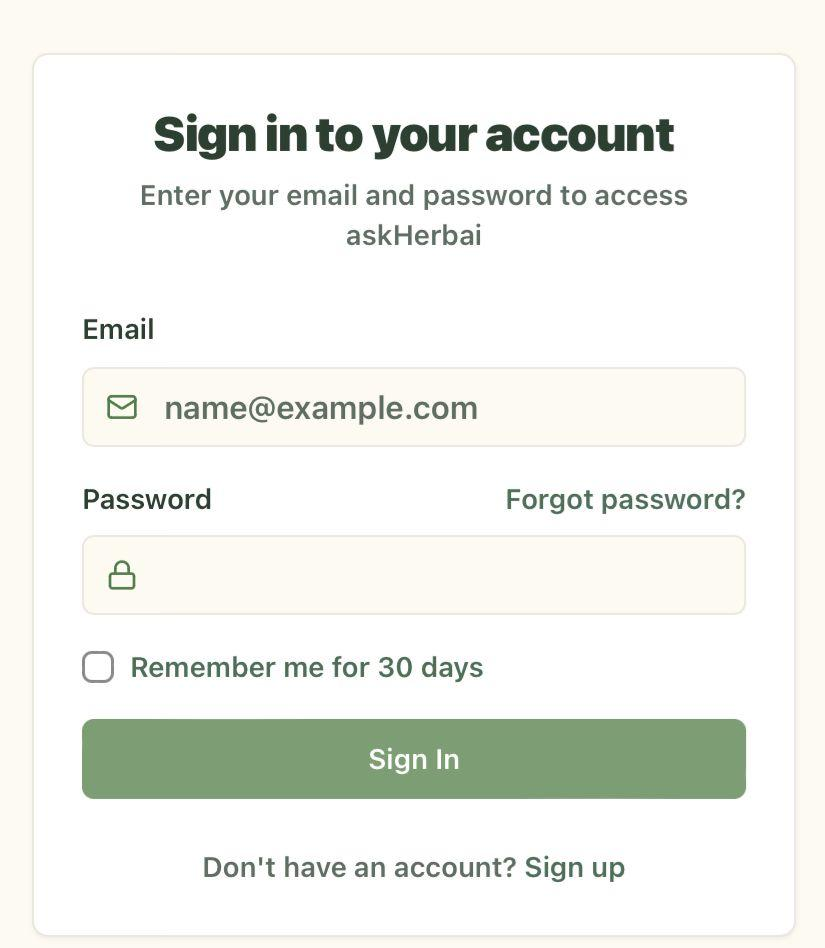 Sign in to your account
Enter your email and password to access
askHerbai
Email
name@example.com
Password
Forgot password?
Remember me for 30 days
Sign In
Don't have an account? Sign up